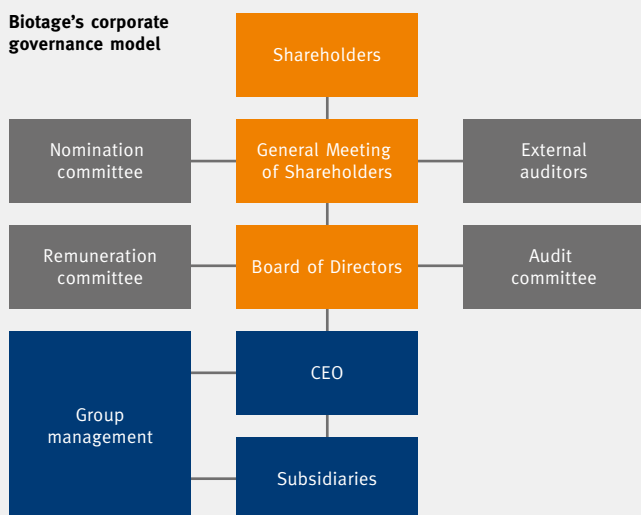 Biotage’s corporate
governance model
Shareholders
Nomination
committee
General Meeting
of Shareholders
External
auditors
Remuneration
committee
Board of Directors
Audit
committee
Group
management
CEO
Subsidiaries